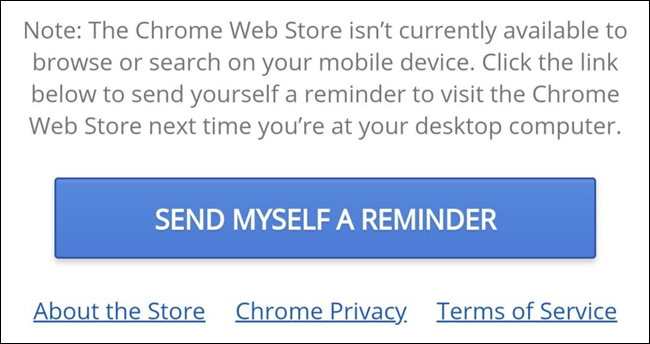 Note: The Chrome Web Store isn’t currently available to
browse or search on your mobile device. Click the link
below to send yourself a reminder to visit the Chrome
Web Store next time you’re at your desktop computer.
SEND MYSELF A REMINDER
About the Store Chrome Privacy Terms of Service